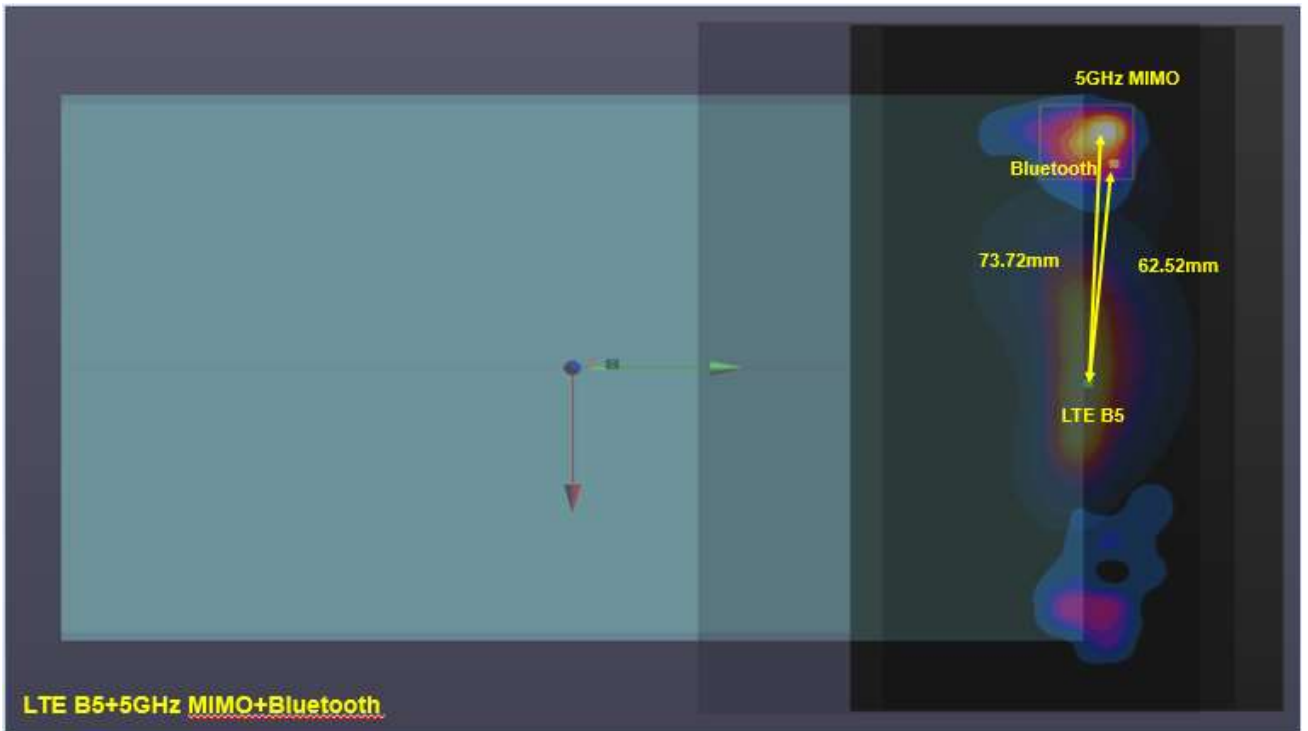 5GHz MIMO
Bluetooth
73.72mm
62.52mm
LTE B5
LTE B5+5GHz MIMO+Bluetooth